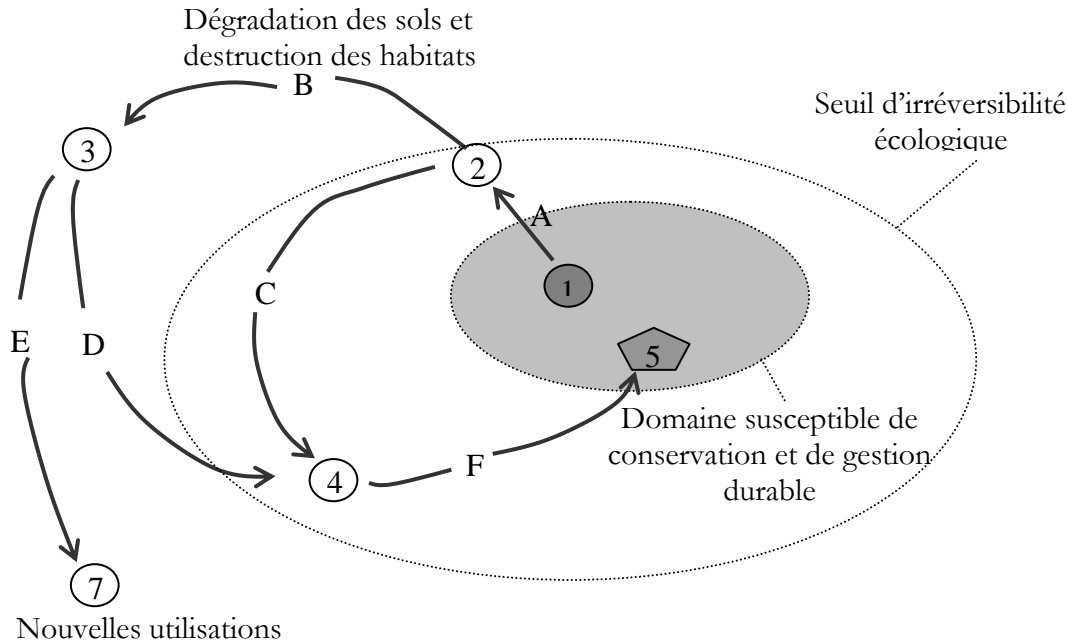 Dégradation des sols et
destruction des habitats
B
Seuil d'irréversibilité
écologique
3
2
A
1
C
E
D
5
Domaine susceptible de
conservation et de gestion
durable
F
4
7
Nouvelles utilisations